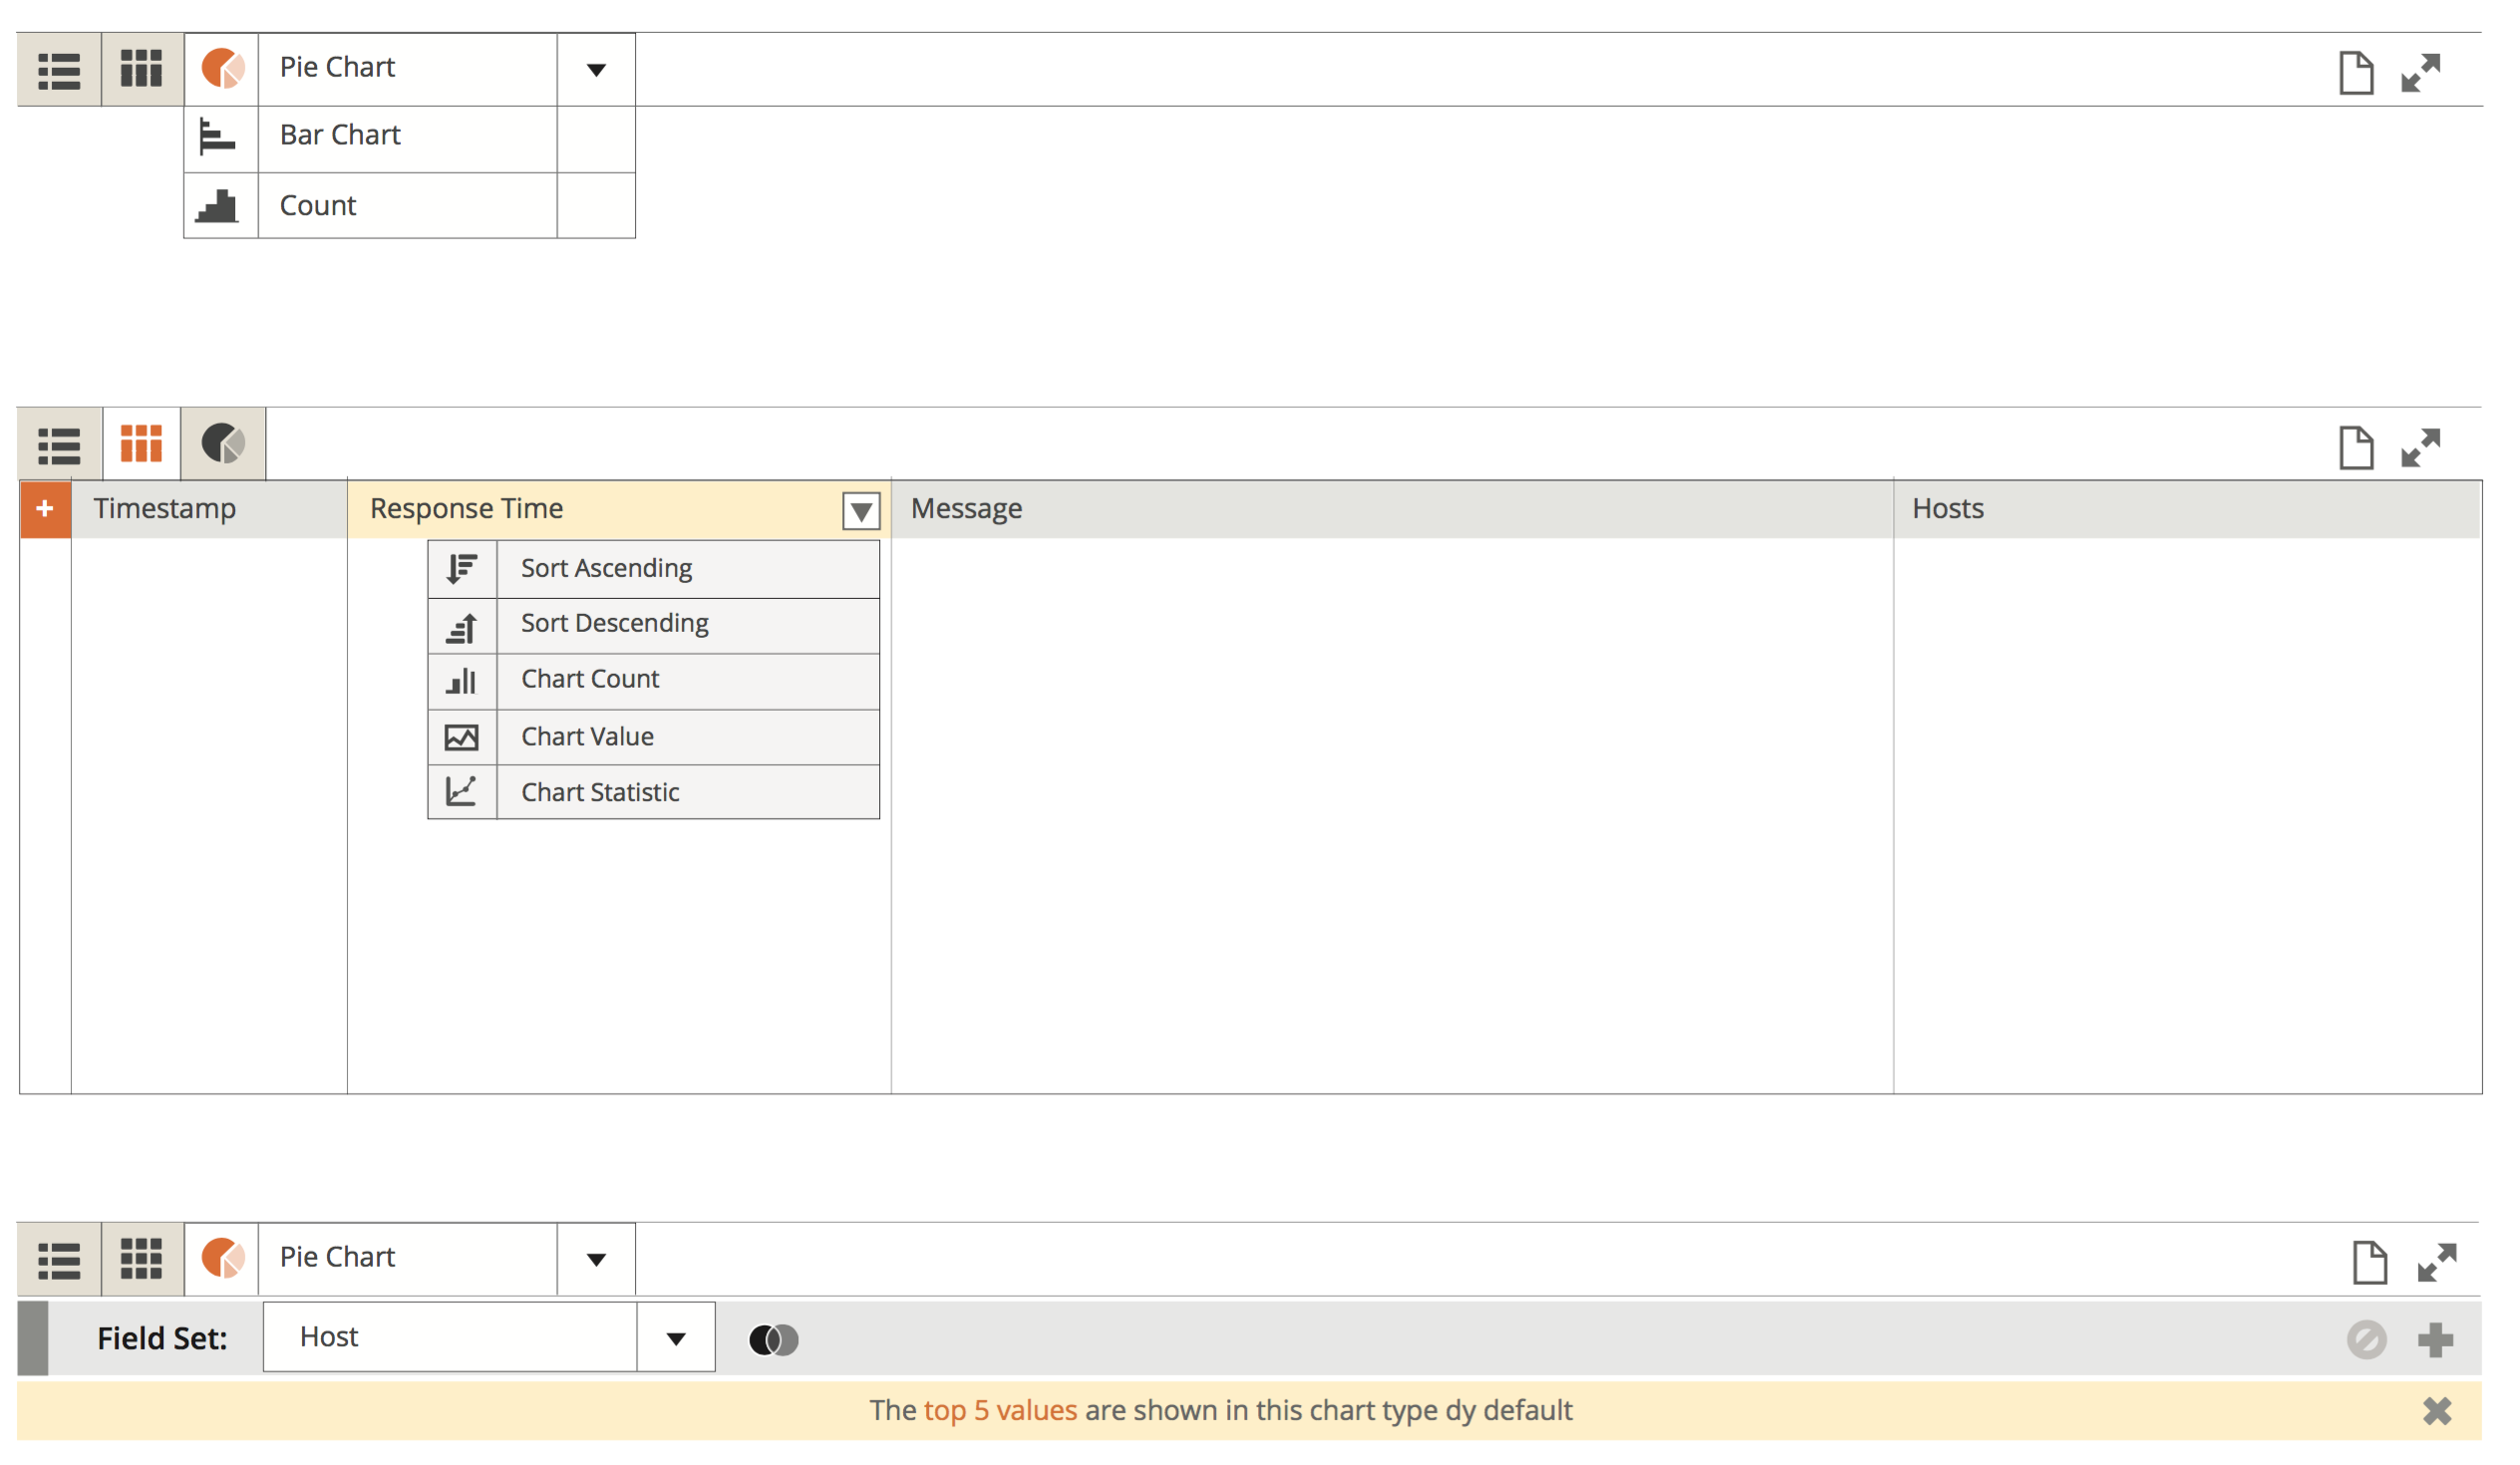 Pie Chart
Bar Chart
Count
+ Timestamp Response Time Message Hosts
Sort Ascending
Sort Descending
Chart Count
Chart Value
Chart Statistic
Pie Chart
Field Set: Host
The top 5 values are shown in this chart type dy default